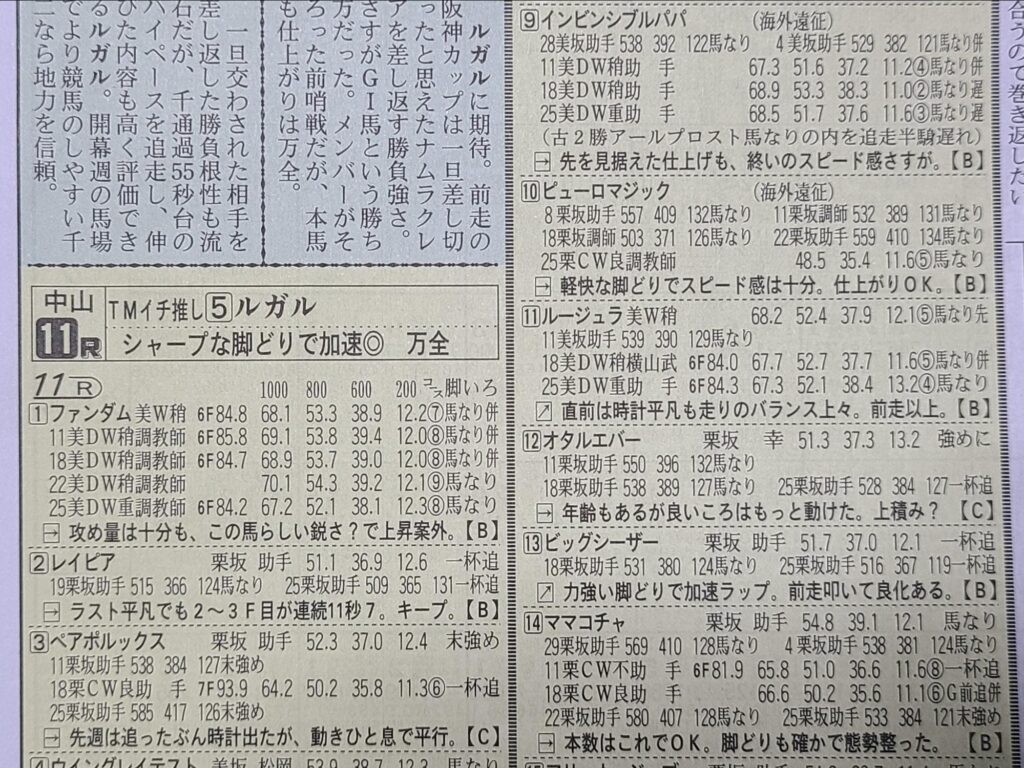 ルガルに期待。前走の
阪神カップは一旦差し切
ったと思えたナムラクレ
アを差し返す勝負強さ。
さすがGI馬という勝ち
方だった。メンバーがそ
ろった前哨戦だが、本馬
も仕上がりは万全。
一旦交わされた相手を
差し返した勝負根性も流
石だが、千通過55秒台の
ハイペースを追走し、伸
びた内容も高く評価でき
るルガル。開幕週の馬場
でより競馬のしやすい千
二なら地力を信頼。
合うので巻き返したい
中山 11R
TMイチ推し 5 ルガル
シャープな脚どりで加速◎ 万全
11R 1000 800 600 200 コース 脚いろ
1 ファンダム 美W稍 6F84.8 68.1 53.3 38.9 12.2⑦馬なり併
11美DW稍調教師 6F85.8 69.1 53.8 39.4 12.0⑧馬なり併
18美DW稍調教師 6F84.7 68.9 53.7 39.0 12.0⑧馬なり併
22美DW稍調教師 70.1 54.3 39.2 12.1⑨馬なり
25美DW重調教師 6F84.2 67.2 52.1 38.1 12.3⑧馬なり
→ 攻め量は十分も、この馬らしい鋭さ？で上昇案外。【B】
2 レイピア 栗坂 助手 51.1 36.9 12.6 一杯追
19栗坂助手 515 366 124馬なり 25栗坂助手 509 365 131一杯追
→ ラスト平凡でも2～3F目が連続11秒7。キープ。【B】
3 ペアポルックス 栗坂 助手 52.3 37.0 12.4 末強め
11栗坂助手 538 384 127末強め
18栗CW良助 手 7F93.9 64.2 50.2 35.8 11.3⑥一杯追
25栗坂助手 585 417 126末強め
→ 先週は追ったぶん時計出たが、動きひと息で平行。【C】
4 ウイングレイテスト 美坂 松岡 53.9 38.7 12.3 馬なり
9 インビンシブルパパ （海外遠征）
28美坂助手 538 392 122馬なり 4美坂助手 529 382 121馬なり併
11美DW稍助 手 67.3 51.6 37.2 11.2④馬なり併
18美DW稍助 手 68.9 53.3 38.3 11.0②馬なり遅
25美DW重助 手 68.5 51.7 37.6 11.6③馬なり遅
（古2勝アールプロスト馬なりの内を追走半馬身遅れ）
→ 先を見据えた仕上げも、終いのスピード感さすが。【B】
10 ピューロマジック （海外遠征）
8栗坂助手 557 409 132馬なり 11栗坂調師 532 389 131馬なり
18栗坂調師 503 371 126馬なり 22栗坂助手 559 410 134馬なり
25栗CW良調教師 48.5 35.4 11.6⑤馬なり
→ 軽快な脚どりでスピード感は十分。仕上がりOK。【B】
11 ルージュラ 美W稍 68.2 52.4 37.9 12.1⑤馬なり先
11美坂助手 539 390 129馬なり
18美DW稍横山武 6F84.0 67.7 52.7 37.7 11.6⑤馬なり併
25美DW重助 手 6F84.3 67.3 52.1 38.4 13.2④馬なり
↗ 直前は時計平凡も走りのバランス上々。前走以上。【B】
12 オタルエバー 栗坂 幸 51.3 37.3 13.2 強めに
11栗坂助手 550 396 132馬なり
18栗坂助手 538 389 127馬なり 25栗坂助手 528 384 127一杯追
→ 年齢もあるが良いころはもっと動けた。上積み？【C】
13 ビッグシーザー 栗坂 助手 51.7 37.0 12.1 一杯追
18栗坂助手 531 380 124馬なり 25栗坂助手 516 367 119一杯追
↗ 力強い脚どりで加速ラップ。前走叩いて良化ある。【B】
14 ママコチャ 栗坂 助手 54.8 39.1 12.1 馬なり
29栗坂助手 569 410 128馬なり 4栗坂助手 538 381 124馬なり
11栗CW不助 手 6F81.9 65.8 51.0 36.6 11.6⑧一杯追
18栗CW良助 手 66.6 50.2 35.6 11.1⑥G前追併
22栗坂助手 580 407 128馬なり 25栗坂助手 533 384 121末強め
→ 本数はこれでOK。脚どりも確かで態勢整った。【B】